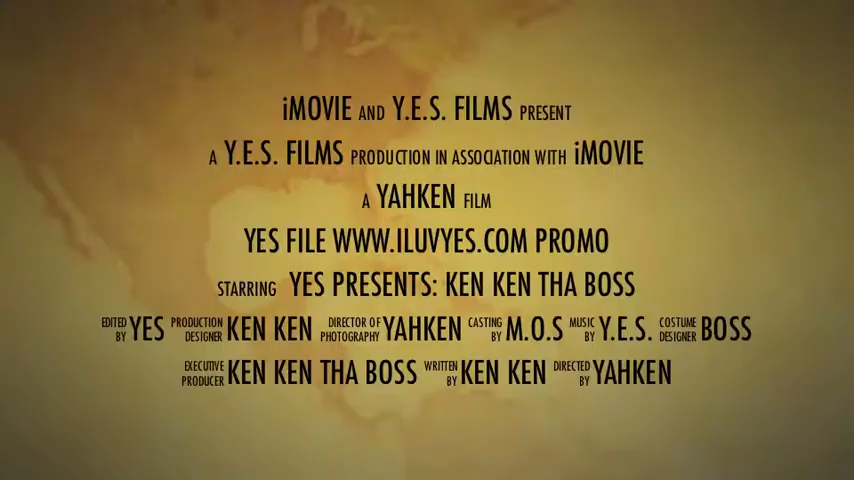 iMOVIE AND Y.E.S. FILMS PRESENT
A Y.E.S. FILMS PRODUCTION IN ASSOCIATION WITH iMOVIE
A YAHKEN FILM
YES FILE WWW.ILUVYES.COM PROMO
STARRING YES PRESENTS: KEN KEN THA BOSS
EDITED BY YES PRODUCTION DESIGNER KEN KEN DIRECTOR OF PHOTOGRAPHY YAHKEN CASTING BY M.O.S MUSIC BY Y.E.S. COSTUME DESIGNER BOSS
EXECUTIVE PRODUCER KEN KEN THA BOSS WRITTEN BY KEN KEN DIRECTED BY YAHKEN